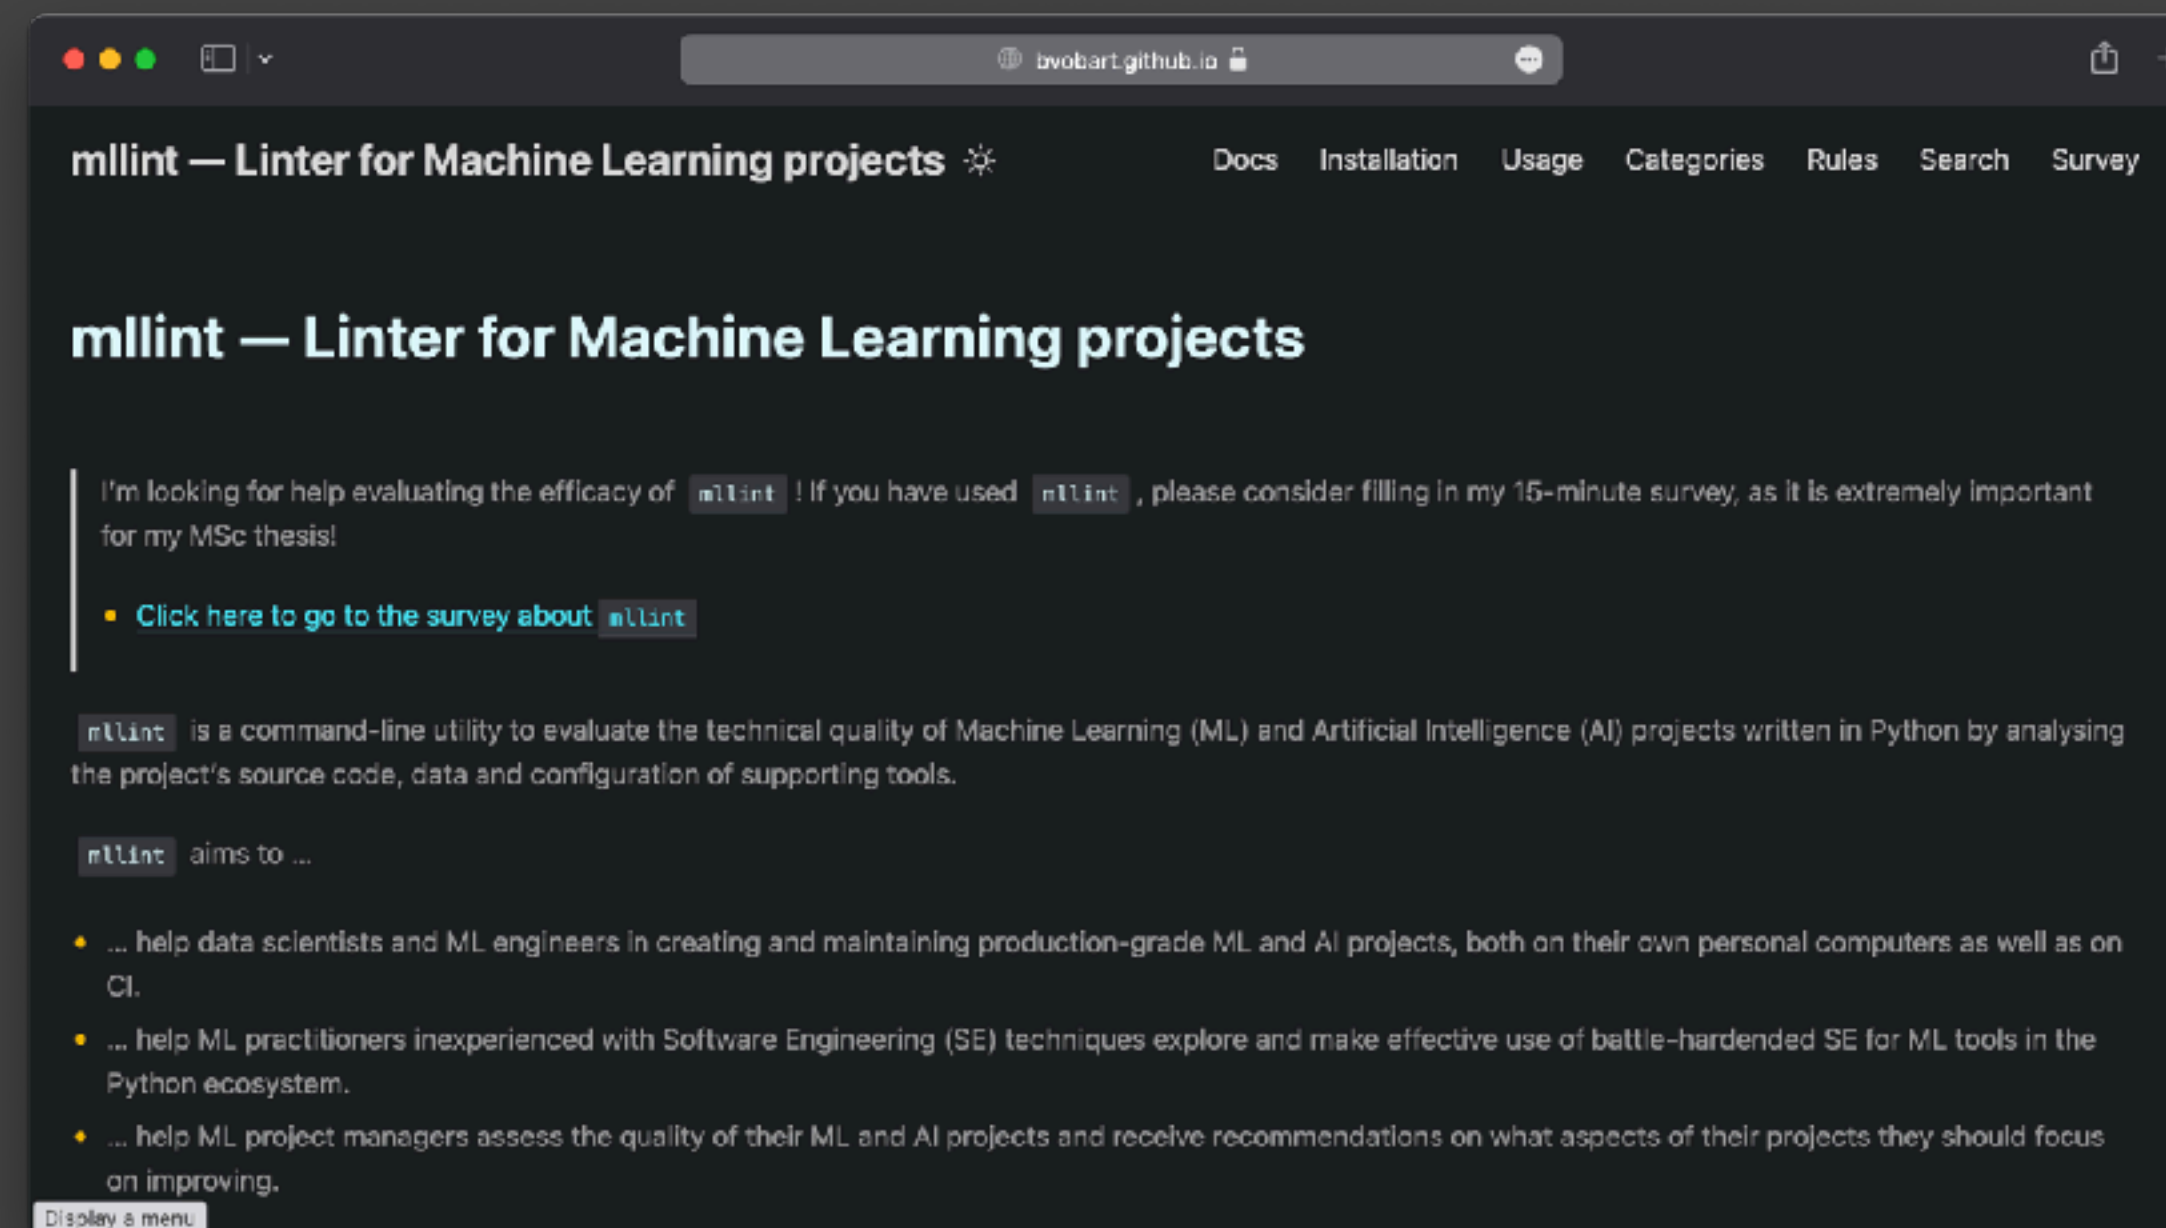 bvobart.github.io
mllint — Linter for Machine Learning projects
Docs Installation Usage Categories Rules Search Survey
mllint — Linter for Machine Learning projects
I'm looking for help evaluating the efficacy of mllint ! If you have used mllint , please consider filling in my 15-minute survey, as it is extremely important
for my MSc thesis!
Click here to go to the survey about mllint
mllint is a command-line utility to evaluate the technical quality of Machine Learning (ML) and Artificial Intelligence (AI) projects written in Python by analysing
the project's source code, data and configuration of supporting tools.
mllint aims to ...
... help data scientists and ML engineers in creating and maintaining production-grade ML and AI projects, both on their own personal computers as well as on
CI.
... help ML practitioners inexperienced with Software Engineering (SE) techniques explore and make effective use of battle-hardended SE for ML tools in the
Python ecosystem.
... help ML project managers assess the quality of their ML and AI projects and receive recommendations on what aspects of their projects they should focus
on improving.
Display a menu